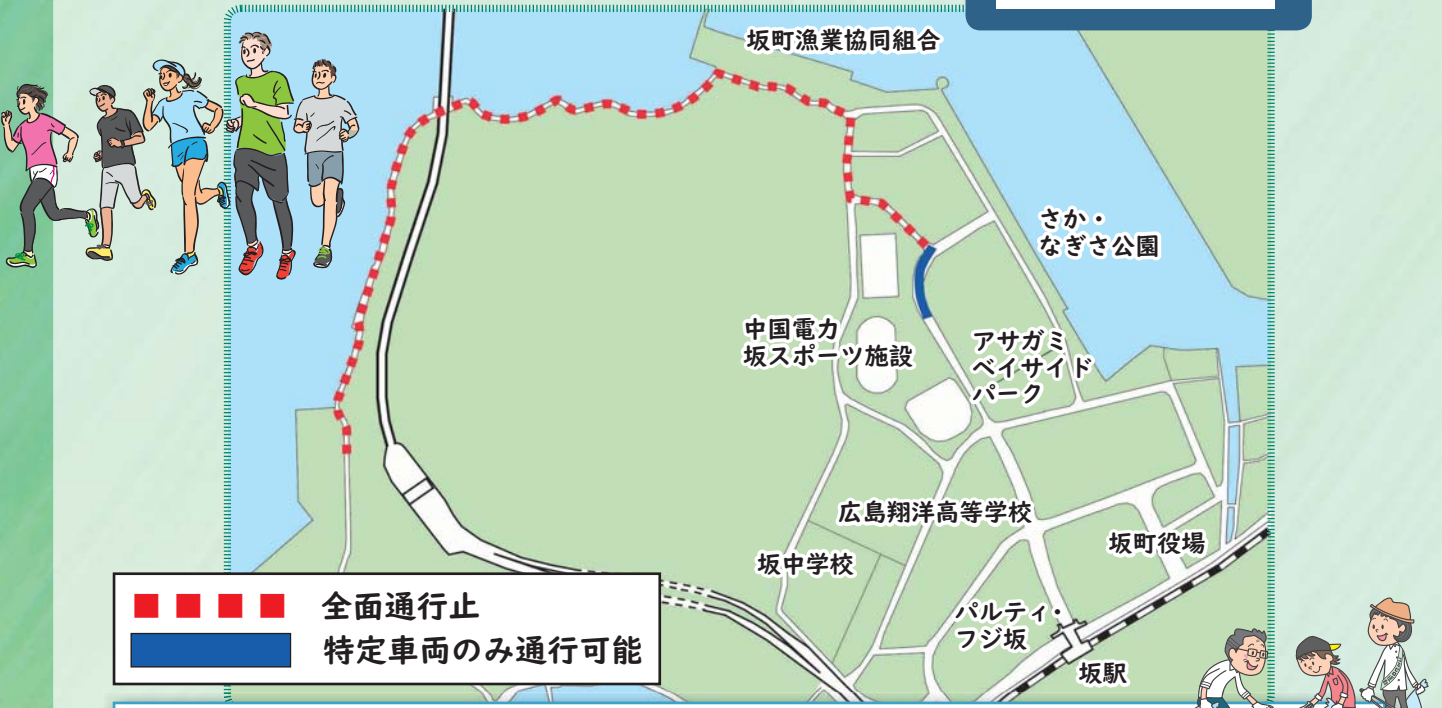 坂町漁業協同組合
さか・
なぎさ公園
中国電力
坂スポーツ施設
アサガミ
ベイサイド
パーク
広島翔洋高等学校
坂町役場
坂中学校
パルティ・
フジ坂
坂駅
全面通行止
特定車両のみ通行可能